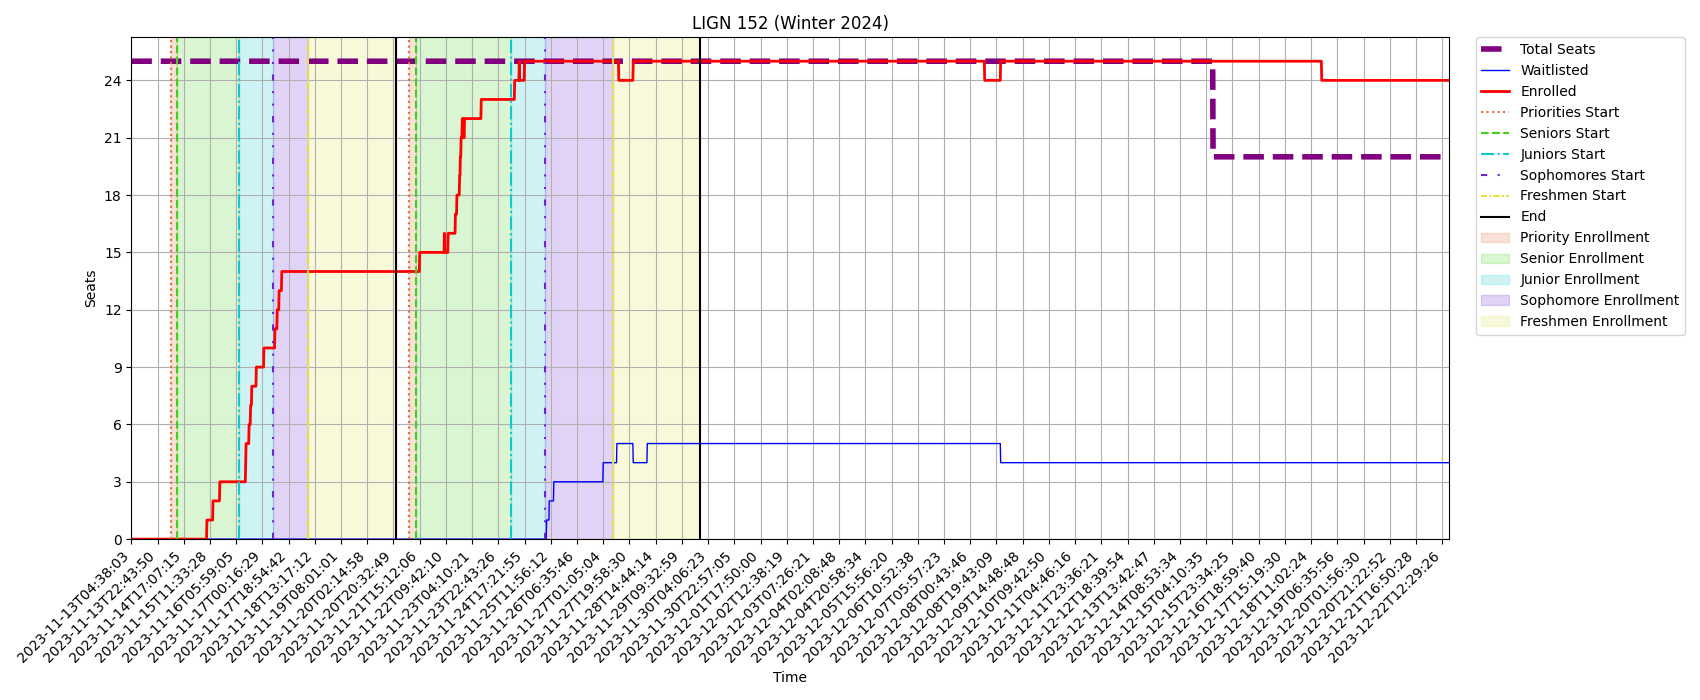 LIGN 152 (Winter 2024)
Seats
24
21
18
15
12
9
6
3
0
2023-11-13T04:38:03
2023-11-13T22:43:50
2023-11-14T17:07:15
2023-11-15T11:33:28
2023-11-16T05:59:05
2023-11-17T00:16:29
2023-11-17T18:54:42
2023-11-18T13:17:12
2023-11-19T08:01:01
2023-11-20T02:14:58
2023-11-20T20:32:49
2023-11-21T15:12:06
2023-11-22T09:42:10
2023-11-23T04:10:21
2023-11-23T22:43:26
2023-11-24T17:21:55
2023-11-25T11:56:12
2023-11-26T06:35:46
2023-11-27T01:05:04
2023-11-27T19:58:30
2023-11-28T14:44:14
2023-11-29T09:32:59
2023-11-30T04:06:23
2023-11-30T22:57:05
2023-12-01T17:50:00
2023-12-02T12:38:19
2023-12-03T07:26:21
2023-12-04T02:08:48
2023-12-04T20:58:34
2023-12-05T15:56:20
2023-12-06T10:52:38
2023-12-07T05:57:23
2023-12-08T00:43:46
2023-12-08T19:43:09
2023-12-09T14:48:48
2023-12-10T09:42:50
2023-12-11T04:46:16
2023-12-11T23:36:21
2023-12-12T18:39:54
2023-12-13T13:42:47
2023-12-14T08:53:34
2023-12-15T04:10:35
2023-12-15T23:34:25
2023-12-16T18:59:40
2023-12-17T15:19:30
2023-12-18T11:02:24
2023-12-19T06:35:56
2023-12-20T01:56:30
2023-12-20T21:22:52
2023-12-21T16:50:28
2023-12-22T12:29:26
Time
Total Seats
Waitlisted
Enrolled
Priorities Start
Seniors Start
Juniors Start
Sophomores Start
Freshmen Start
End
Priority Enrollment
Senior Enrollment
Junior Enrollment
Sophomore Enrollment
Freshmen Enrollment